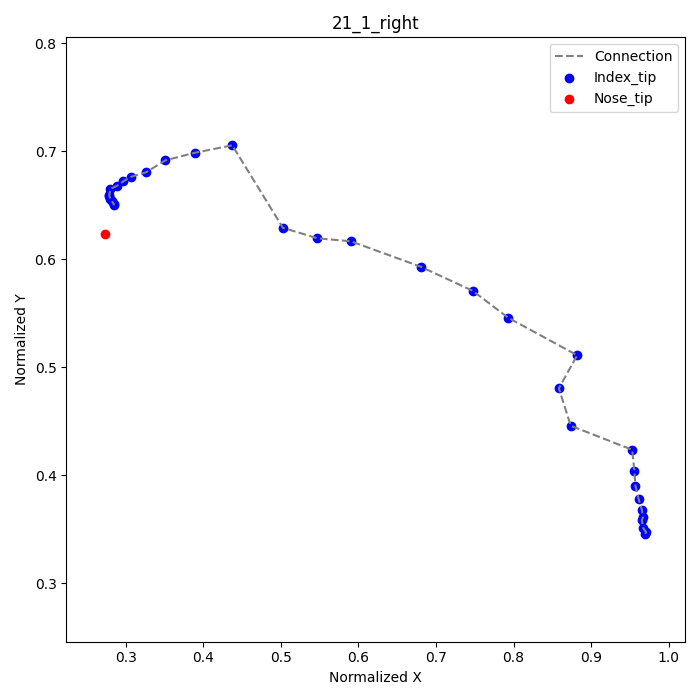 21_1_right
Connection
Index_tip
Nose_tip
0.8
0.7
0.6
0.5
0.4
0.3
Normalized Y
0.3 0.4 0.5 0.6 0.7 0.8 0.9 1.0
Normalized X